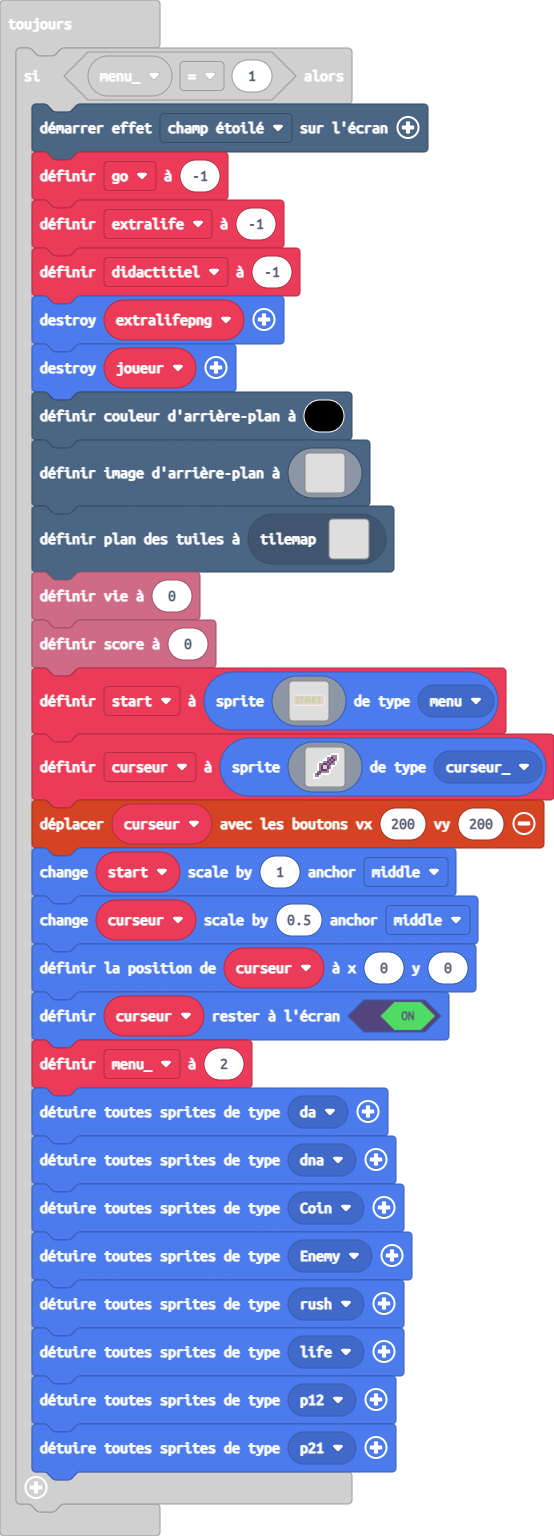 toujours
si menu_ = 1 alors
démarrer effet champ étoilé sur l'écran
définir go à -1
définir extralife à -1
définir didactitiel à -1
destroy extralifepng
destroy joueur
définir couleur d'arrière-plan à
définir image d'arrière-plan à
définir plan des tuiles à tilemap
définir vie à 0
définir score à 0
définir start à sprite START de type menu
définir curseur à sprite de type curseur_
déplacer curseur avec les boutons vx 200 vy 200
change start scale by 1 anchor middle
change curseur scale by 0.5 anchor middle
définir la position de curseur à x 0 y 0
définir curseur rester à l'écran ON
définir menu_ à 2
détuire toutes sprites de type da
détuire toutes sprites de type dna
détuire toutes sprites de type Coin
détuire toutes sprites de type Enemy
détuire toutes sprites de type rush
détuire toutes sprites de type life
détuire toutes sprites de type p12
détuire toutes sprites de type p21